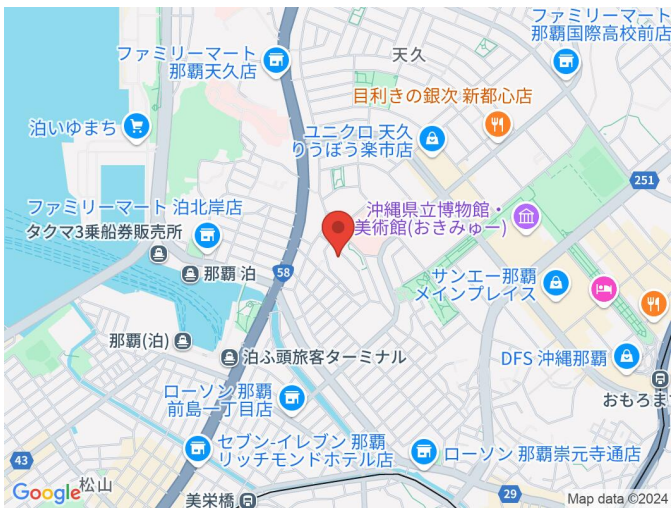 ファミリーマート
那覇国際高校前店
天久
ファミリーマート
那覇天久店
目利きの銀次 新都心店
泊いゆまち
ユニクロ 天久
りうぼう楽市店
251
沖縄県立博物館・
美術館(おきみゅー)
ファミリーマート 泊北岸店
タクマ3乗船券販売所
那覇 泊
58
サンエー那覇
メインプレイス
那覇(泊)
泊ふ頭旅客ターミナル
DFS 沖縄那覇
おもろま
ローソン 那覇
前島一丁目店
セブン-イレブン 那覇
リッチモンドホテル店
ローソン 那覇崇元寺通店
43
松山
Google
美栄橋
29
Map data ©2024